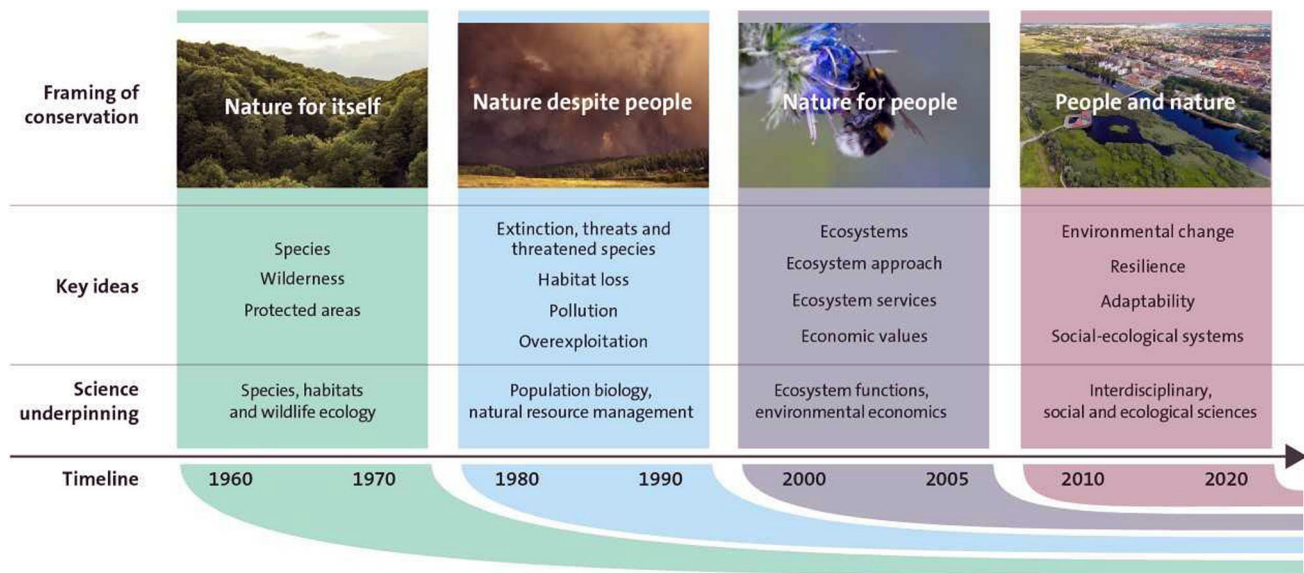 Framing of
conservation
Nature for itself
Nature despite people
Nature for people
People and nature
Key ideas
Species
Wilderness
Protected areas
Extinction, threats and
threatened species
Habitat loss
Pollution
Overexploitation
Ecosystems
Ecosystem approach
Ecosystem services
Economic values
Environmental change
Resilience
Adaptability
Social-ecological systems
Science
underpinning
Species, habitats
and wildlife ecology
Population biology,
natural resource management
Ecosystem functions,
environmental economics
Interdisciplinary,
social and ecological sciences
Timeline
1960
1970
1980
1990
2000
2005
2010
2020